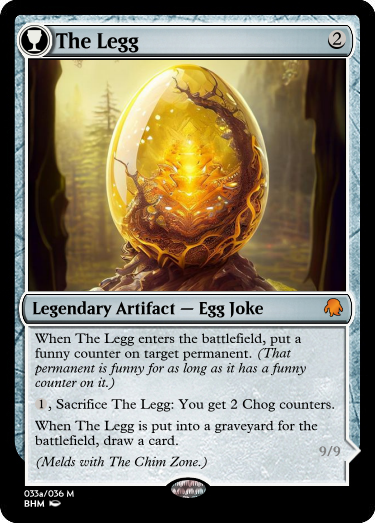 The Legg 2
Legendary Artifact — Egg Joke
When The Legg enters the battlefield, put a
funny counter on target permanent. (That
permanent is funny for as long as it has a funny
counter on it.)
1, Sacrifice The Legg: You get 2 Chog counters.
When The Legg is put into a graveyard for the
battlefield, draw a card.
9/9
(Melds with The Chim Zone.)
033a/036 M
BHM